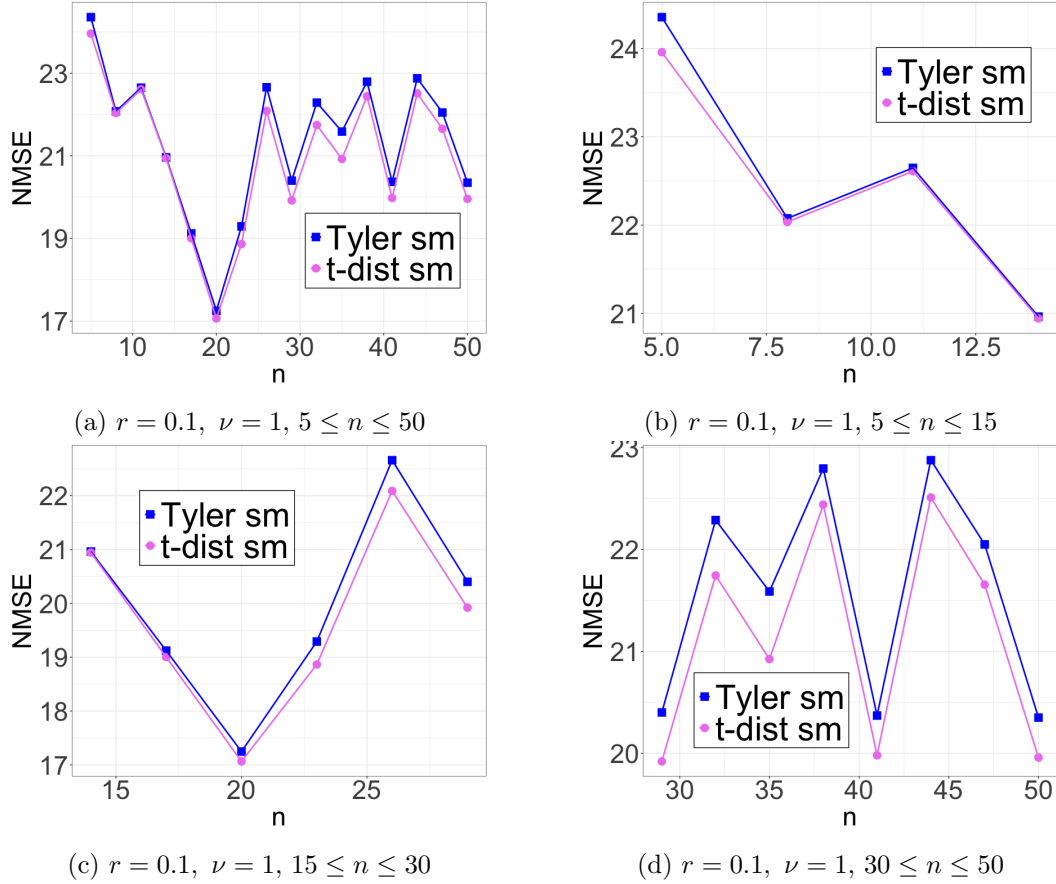 NMSE
23
21
19
17
10 20 30 40 50
n
Tyler sm
t-dist sm
(a) r = 0.1, ν = 1, 5 ≤ n ≤ 50
NMSE
24
23
22
21
5.0 7.5 10.0 12.5
n
Tyler sm
t-dist sm
(b) r = 0.1, ν = 1, 5 ≤ n ≤ 15
NMSE
22
21
20
19
18
17
15 20 25
n
Tyler sm
t-dist sm
(c) r = 0.1, ν = 1, 15 ≤ n ≤ 30
NMSE
23
22
21
20
30 35 40 45 50
n
Tyler sm
t-dist sm
(d) r = 0.1, ν = 1, 30 ≤ n ≤ 50